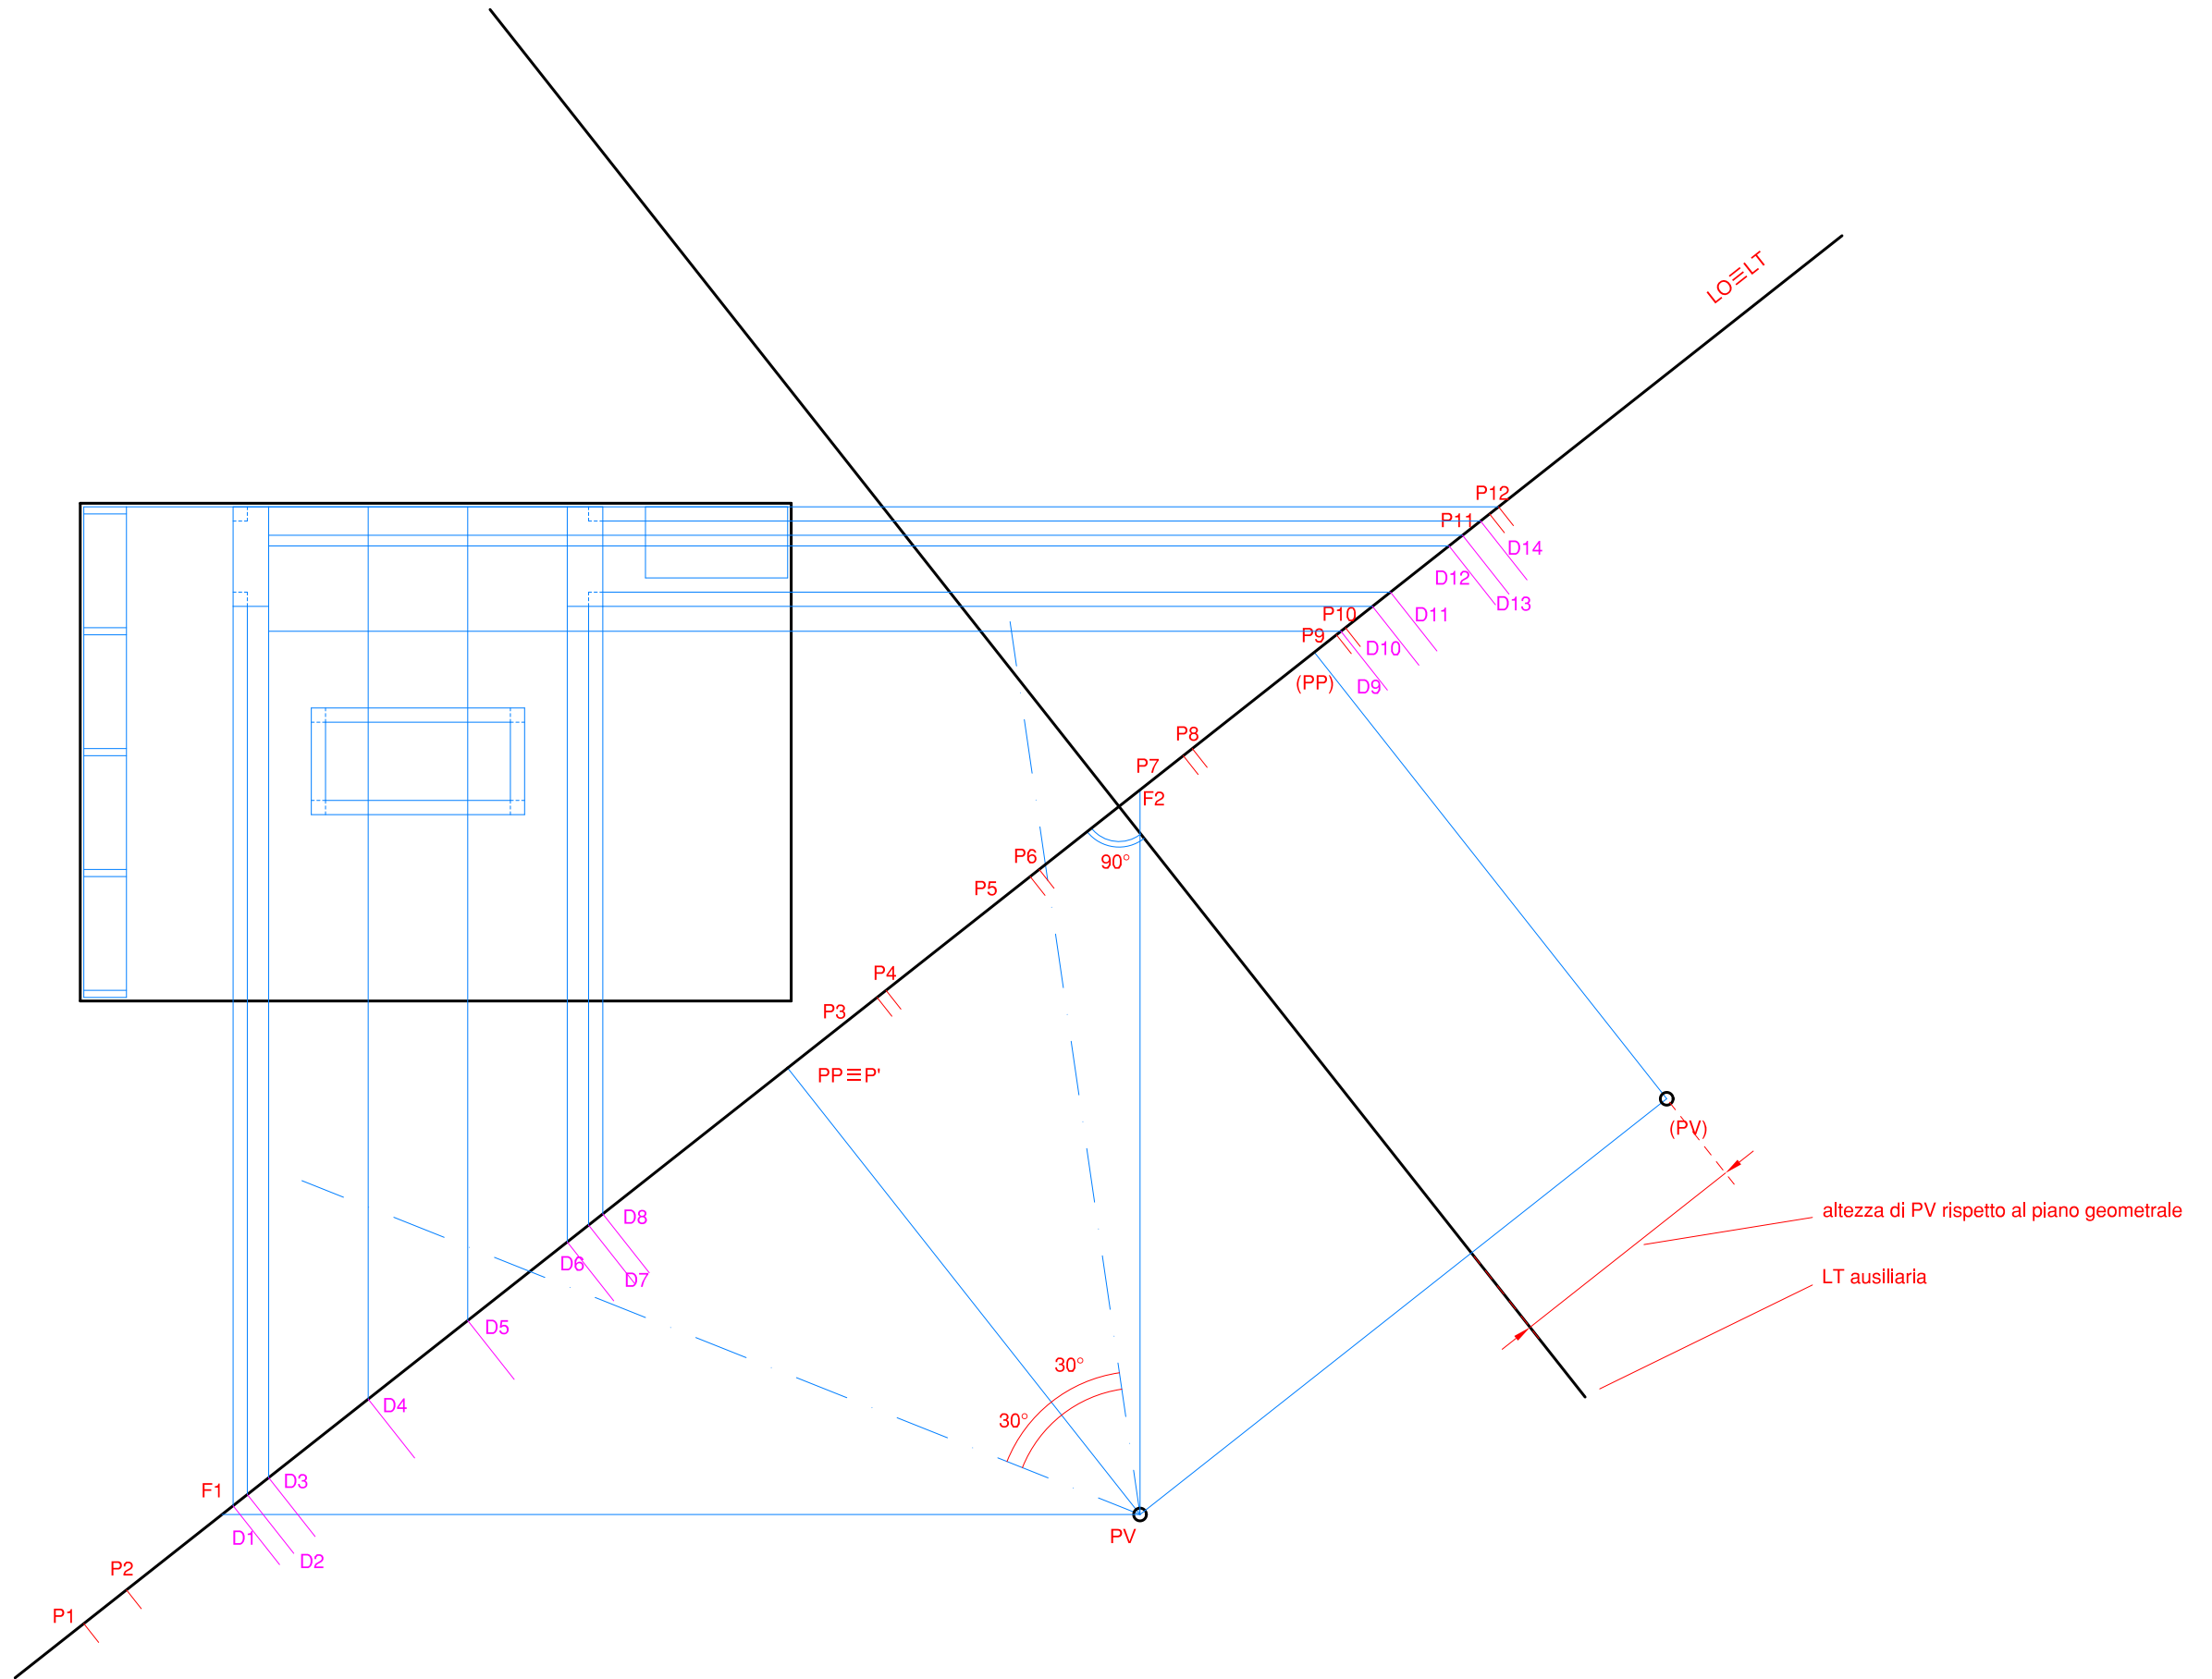 LO≡LT
P12
P11
D14
D12
D13
P10
D11
P9
D10
(PP)
D9
P8
P7
F2
P6
90°
P5
P4
P3
PP≡P'
(PV)
altezza di PV rispetto al piano geometrale
D8
D6
D7
LT ausiliaria
D5
30°
D4
30°
D3
F1
D1
PV
D2
P2
P1